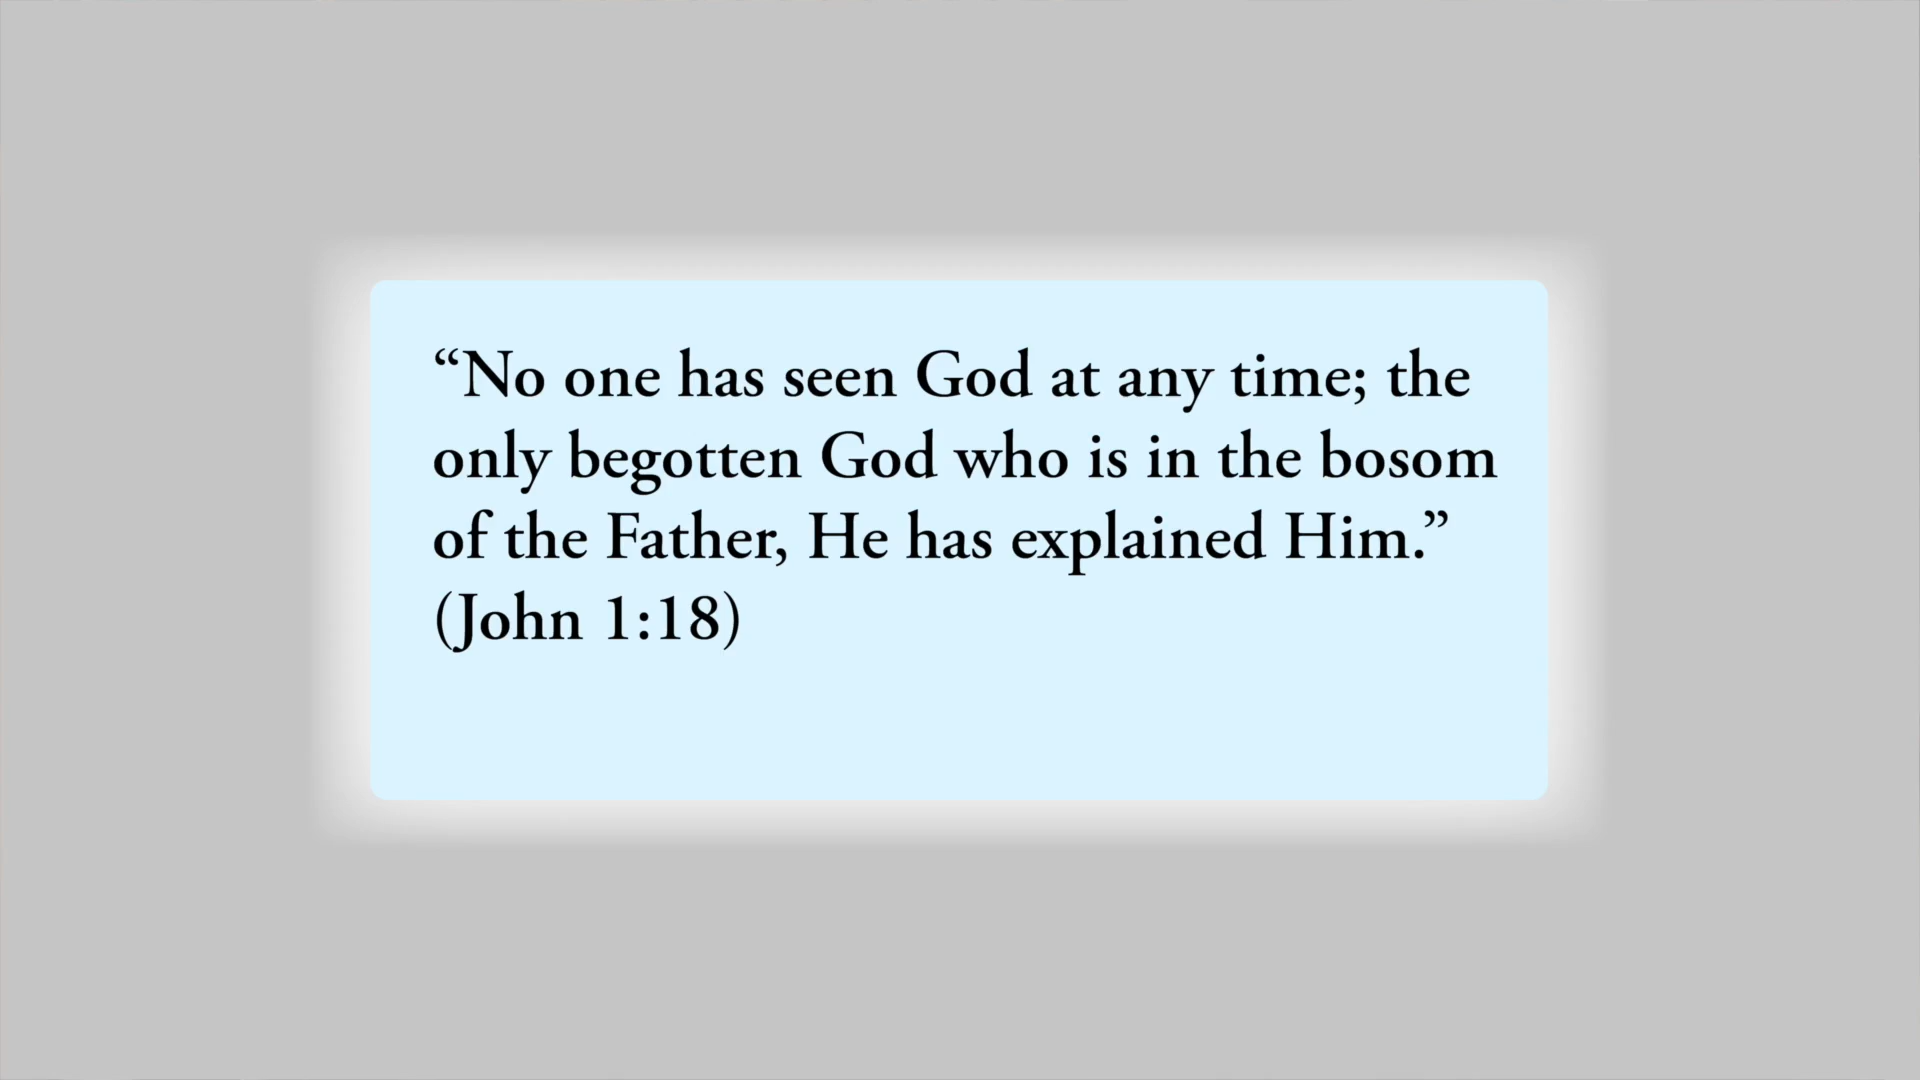 “No one has seen God at any time; the
only begotten God who is in the bosom
of the Father, He has explained Him.”
(John 1:18)